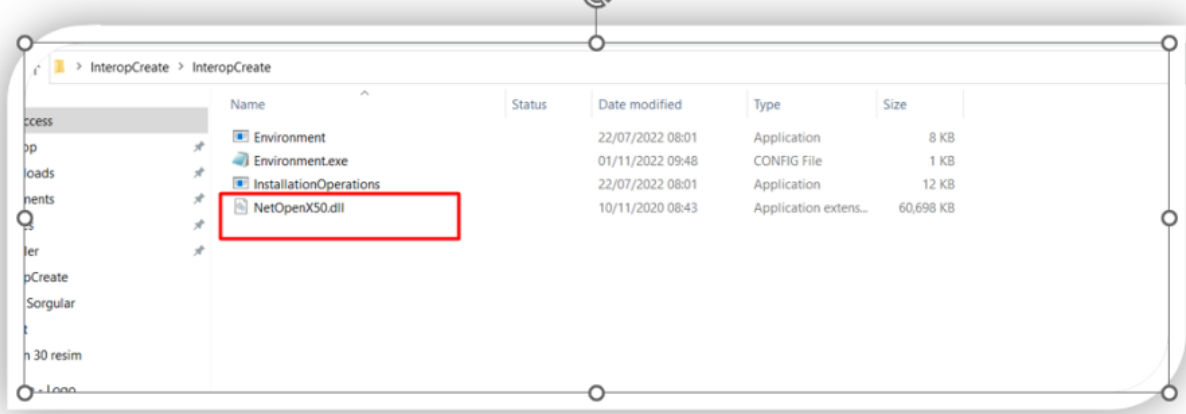 InteropCreate > InteropCreate
Name Status Date modified Type Size
ccess
op
loads
nents
ler
pCreate
Sorgular
t
n 30 resim
- Logo
Environment 22/07/2022 08:01 Application 8 KB
Environment.exe 01/11/2022 09:48 CONFIG File 1 KB
InstallationOperations 22/07/2022 08:01 Application 12 KB
NetOpenX50.dll 10/11/2020 08:43 Application extens... 60,698 KB